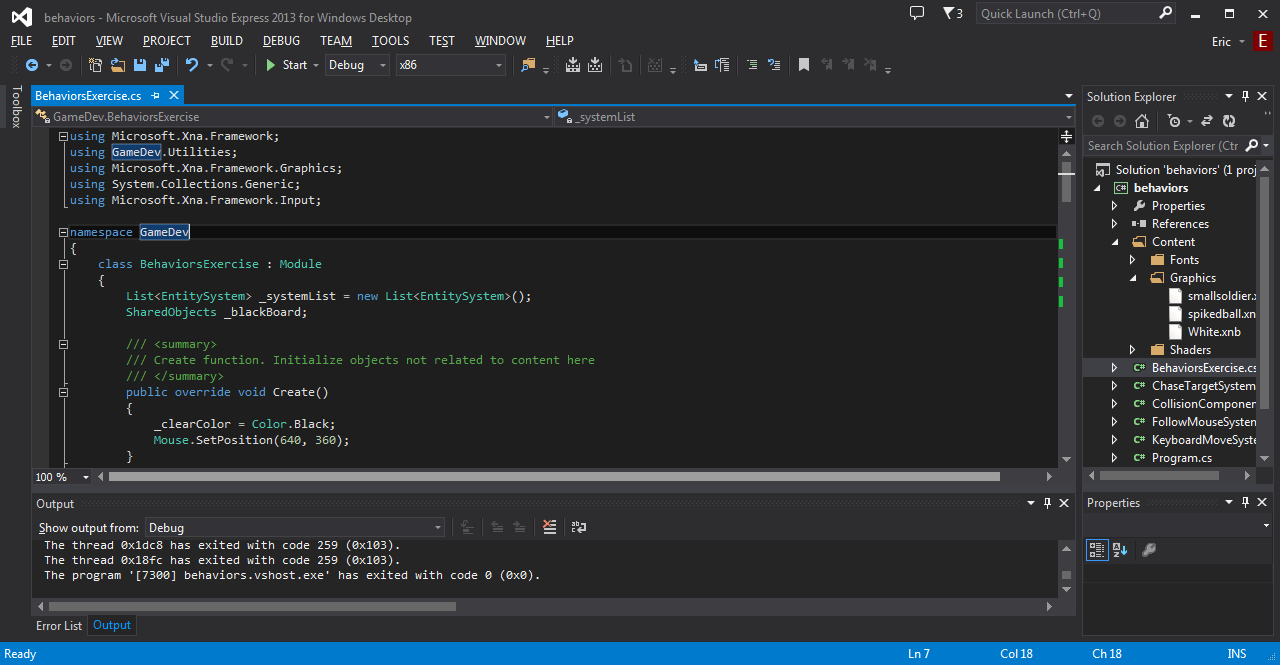 behaviors - Microsoft Visual Studio Express 2013 for Windows Desktop
3
Quick Launch (Ctrl+Q)
FILE EDIT VIEW PROJECT BUILD DEBUG TEAM TOOLS TEST WINDOW HELP
Eric E
Start Debug x86
Toolbox
BehaviorsExercise.cs
GameDev.BehaviorsExercise
_systemList
using Microsoft.Xna.Framework;
using GameDev.Utilities;
using Microsoft.Xna.Framework.Graphics;
using System.Collections.Generic;
using Microsoft.Xna.Framework.Input;
namespace GameDev
{
class BehaviorsExercise : Module
{
List<EntitySystem> _systemList = new List<EntitySystem>();
SharedObjects _blackBoard;
/// <summary>
/// Create function. Initialize objects not related to content here
/// </summary>
public override void Create()
{
_clearColor = Color.Black;
Mouse.SetPosition(640, 360);
}
100 %
Output
Show output from: Debug
The thread 0x1dc8 has exited with code 259 (0x103).
The thread 0x18fc has exited with code 259 (0x103).
The program '[7300] behaviors.vshost.exe' has exited with code 0 (0x0).
Error List Output
Solution Explorer
Search Solution Explorer (Ctr
Solution 'behaviors' (1 proj
C# behaviors
Properties
References
Content
Fonts
Graphics
smallsoldier.x
spikedball.xn
White.xnb
Shaders
C# BehaviorsExercise.cs
C# ChaseTargetSystem
C# CollisionComponen
C# FollowMouseSystem
C# KeyboardMoveSyste
C# Program.cs
Properties
Ready
Ln 7
Col 18
Ch 18
INS